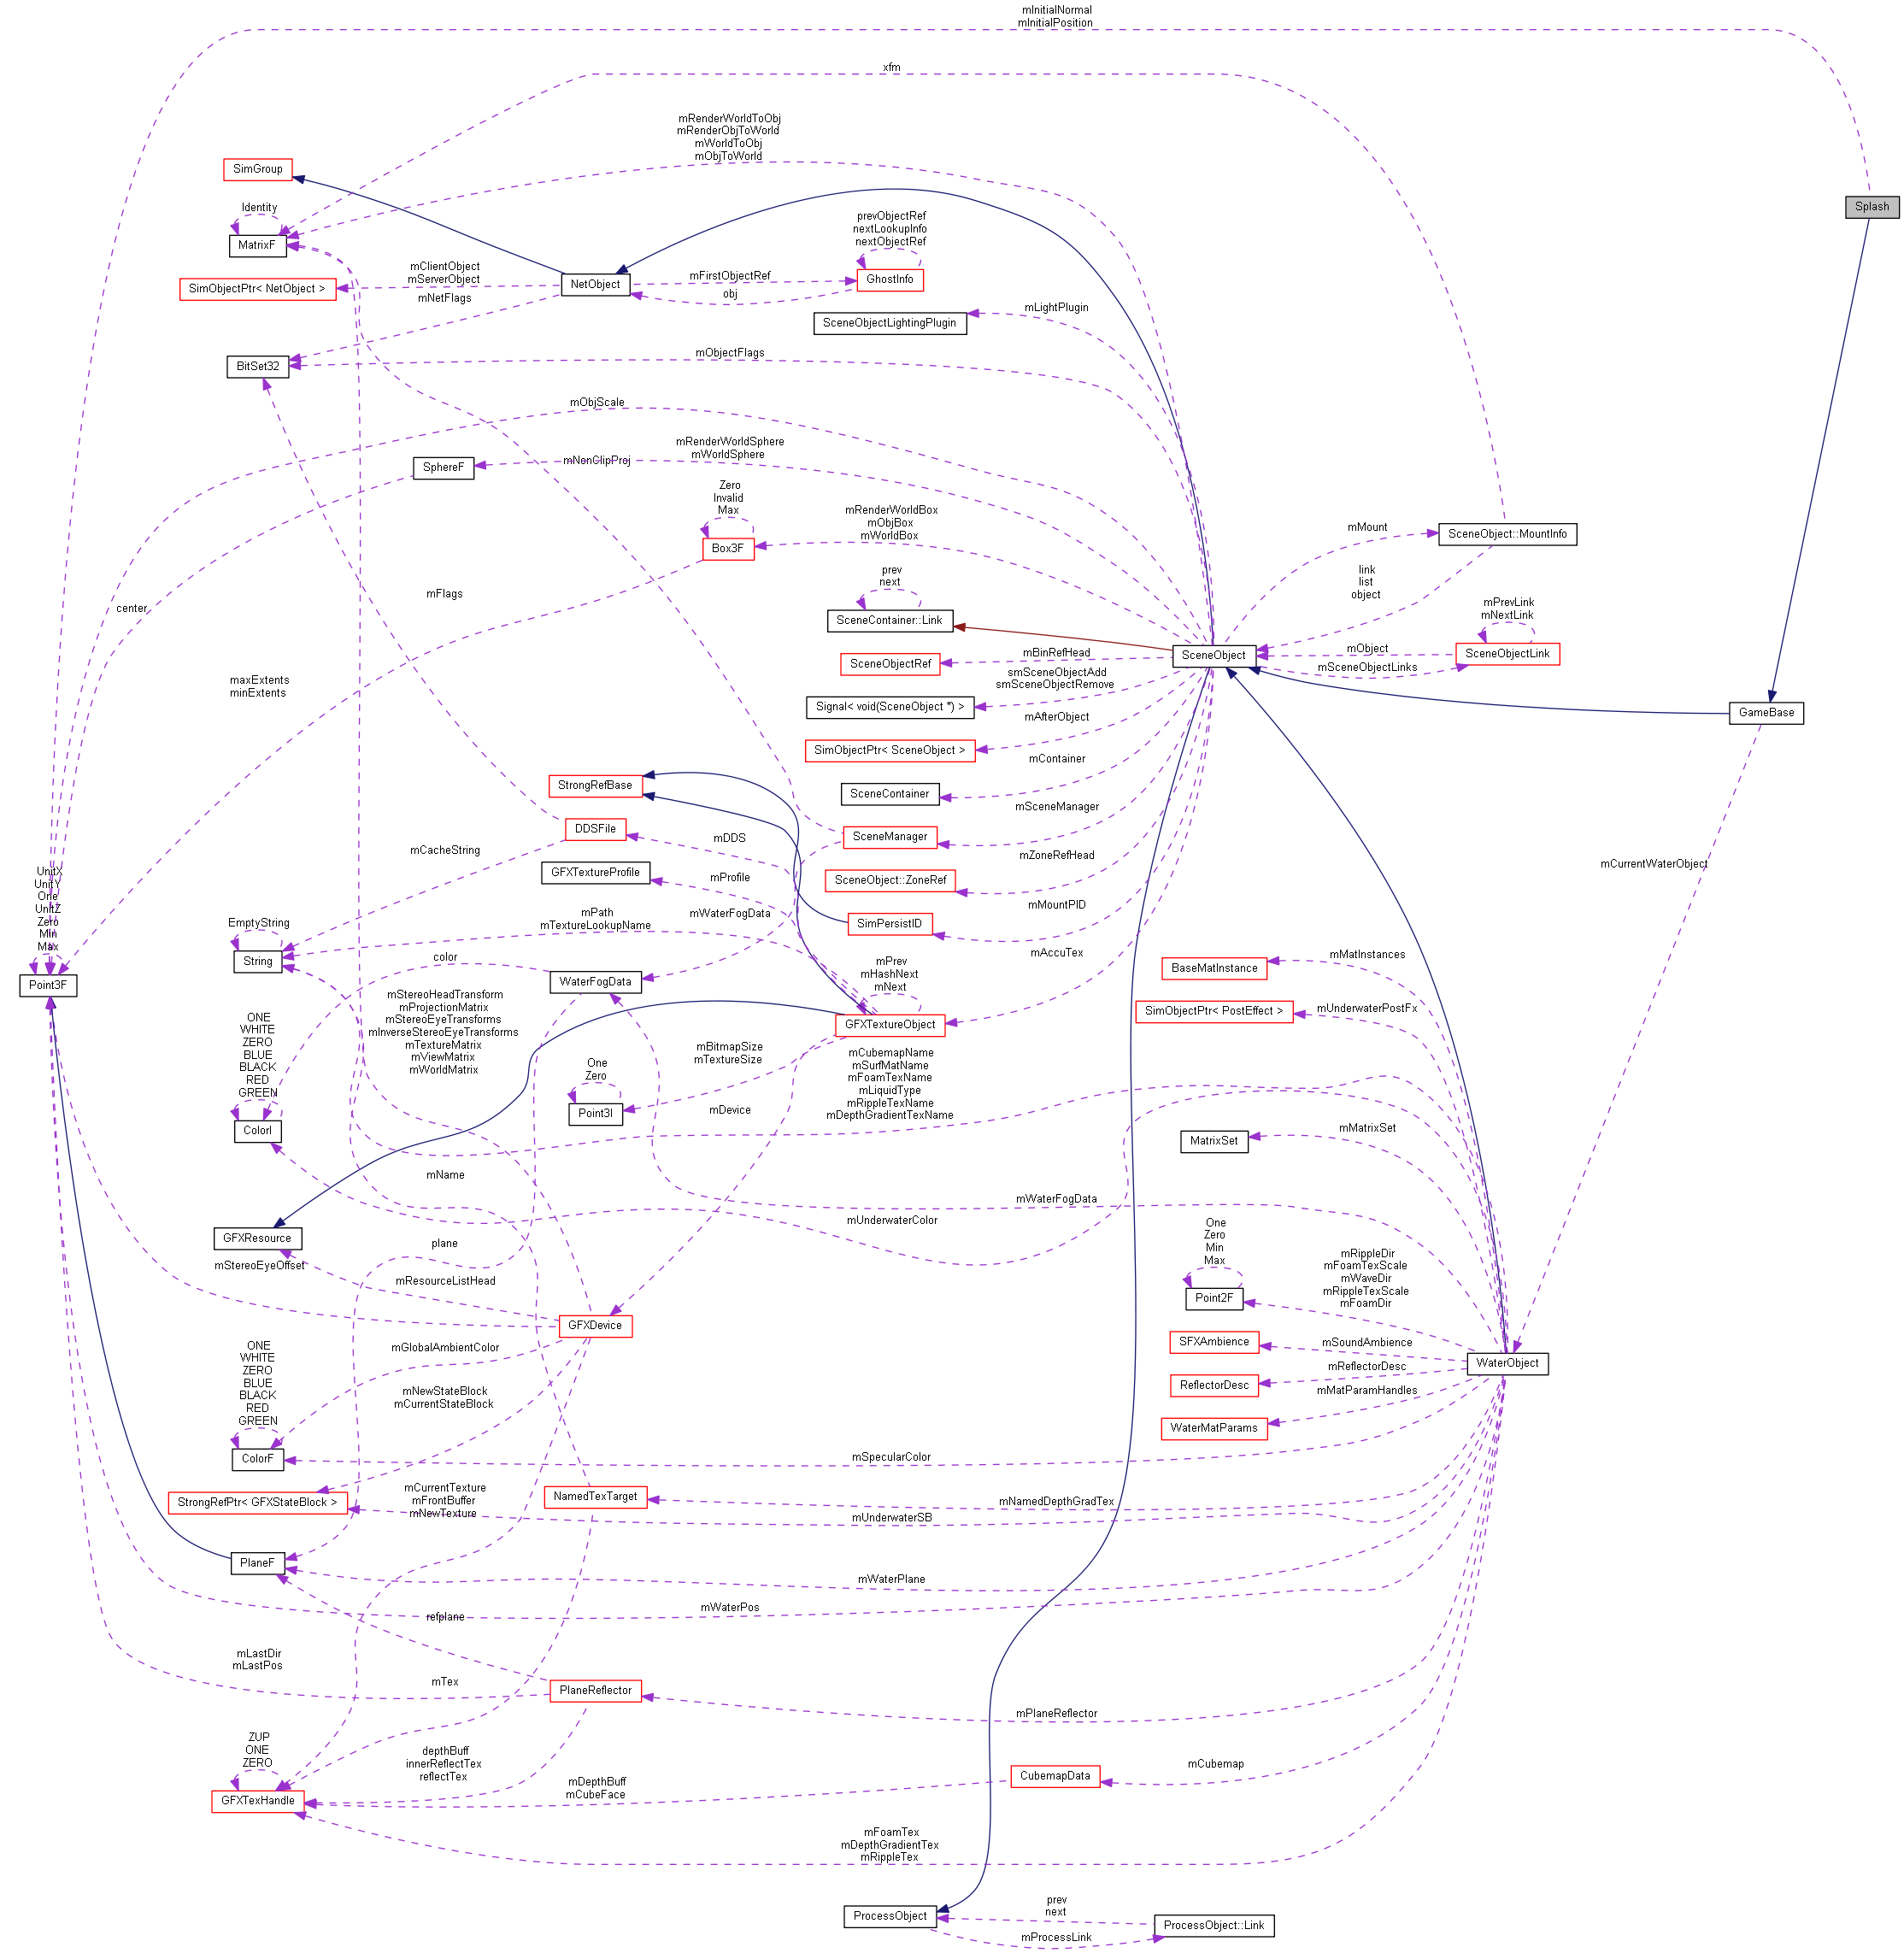 mInitialNormal
mInitialPosition
xfm
mRenderWorldToObj
mRenderObjToWorld
mWorldToObj
mObjToWorld
SimGroup
Splash
Identity
MatrixF
prevObjectRef
nextLookupInfo
nextObjectRef
mClientObject
mServerObject
SimObjectPtr< NetObject >
mNetFlags
NetObject
mFirstObjectRef
obj
GhostInfo
mLightPlugin
SceneObjectLightingPlugin
mObjectFlags
BitSet32
mObjScale
mRenderWorldSphere
mWorldSphere
mNonClipProj
SphereF
Zero
Invalid
Max
Box3F
mRenderWorldBox
mObjBox
mWorldBox
mMount
SceneObject::MountInfo
link
list
object
prev
next
SceneContainer::Link
mFlags
center
mPrevLink
mNextLink
SceneObject
mObject
SceneObjectLink
mSceneObjectLinks
SceneObjectRef
mBinRefHead
smSceneObjectAdd
smSceneObjectRemove
Signal< void(SceneObject *) >
maxExtents
minExtents
GameBase
mAfterObject
SimObjectPtr< SceneObject >
mContainer
SceneContainer
StrongRefBase
mSceneManager
SceneManager
DDSFile
mDDS
mCacheString
mZoneRefHead
SceneObject::ZoneRef
mCurrentWaterObject
GFXTextureProfile
mProfile
UnitX
UnitY
One
UnitZ
Zero
Min
Max
Point3F
EmptyString
String
mPath
mTextureLookupName
mWaterFogData
SimPersistID
mMountPID
color
WaterFogData
mPrev
mHashNext
mNext
mAccuTex
mMatInstances
BaseMatInstance
SimObjectPtr< PostEffect >
mUnderwaterPostFx
GFXTextureObject
mStereoHeadTransform
mProjectionMatrix
mStereoEyeTransforms
mInverseStereoEyeTransforms
mTextureMatrix
mViewMatrix
mWorldMatrix
ONE
WHITE
ZERO
BLUE
BLACK
RED
GREEN
ColorI
mBitmapSize
mTextureSize
One
Zero
Point3I
mDevice
mCubemapName
mSurfMatName
mFoamTexName
mLiquidType
mRippleTexName
mDepthGradientTexName
MatrixSet
mMatrixSet
mName
mWaterFogData
mUnderwaterColor
GFXResource
plane
mStereoEyeOffset
mResourceListHead
One
Zero
Min
Max
Point2F
mRippleDir
mFoamTexScale
mWaveDir
mRippleTexScale
mFoamDir
GFXDevice
mGlobalAmbientColor
SFXAmbience
mSoundAmbience
WaterObject
mReflectorDesc
ReflectorDesc
mMatParamHandles
WaterMatParams
ONE
WHITE
ZERO
BLUE
BLACK
RED
GREEN
ColorF
mNewStateBlock
mCurrentStateBlock
mSpecularColor
StrongRefPtr< GFXStateBlock >
mCurrentTexture
mFrontBuffer
mNewTexture
NamedTexTarget
mNamedDepthGradTex
mUnderwaterSB
PlaneF
mWaterPlane
mWaterPos
refplane
mLastDir
mLastPos
mTex
PlaneReflector
mPlaneReflector
ZUP
ONE
ZERO
GFXTexHandle
depthBuff
innerReflectTex
reflectTex
mDepthBuff
mCubeFace
CubemapData
mCubemap
mFoamTex
mDepthGradientTex
mRippleTex
ProcessObject
prev
next
mProcessLink
ProcessObject::Link